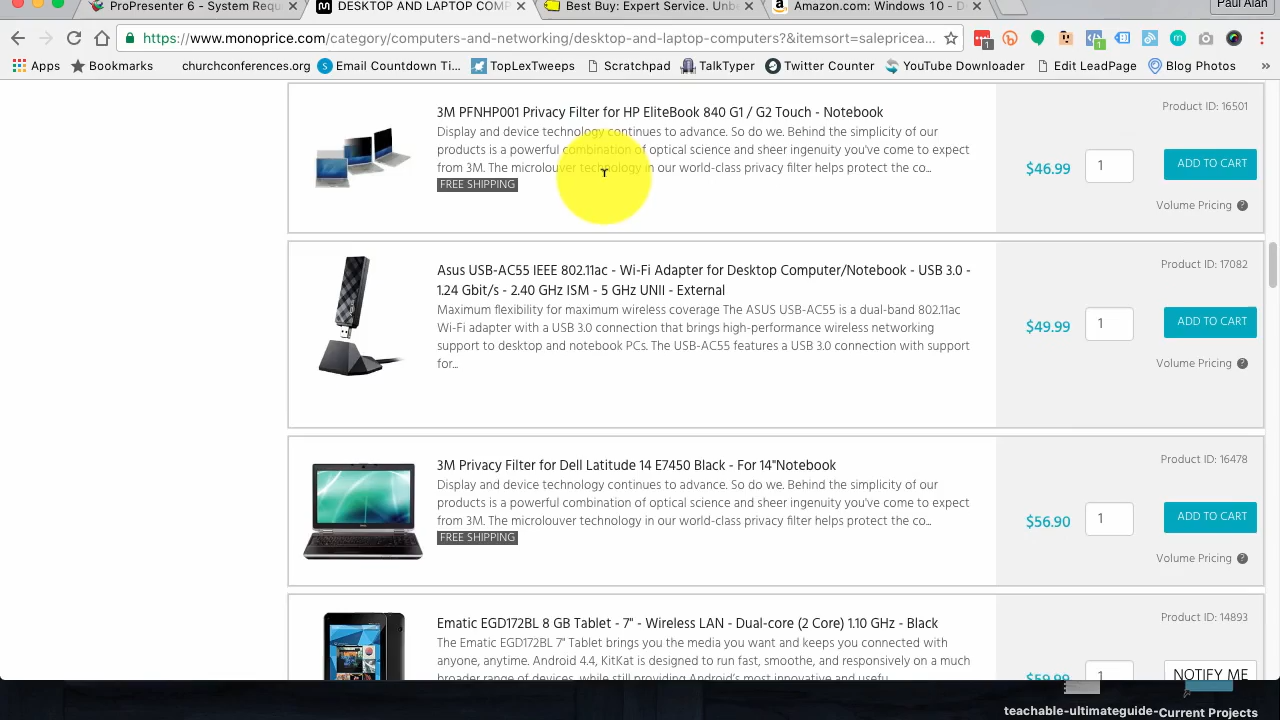 ProPresenter 6 - System Requ
DESKTOP AND LAPTOP COMP
Best Buy: Expert Service. Unbe
Amazon.com: Windows 10 - D
Paul Alan
https://www.monoprice.com/category/computers-and-networking/desktop-and-laptop-computers?&itemsort=salepricea...
Apps
Bookmarks
churchconferences.org
Email Countdown Ti...
TopLexTweeps
Scratchpad
TalkTyper
Twitter Counter
YouTube Downloader
Edit LeadPage
Blog Photos
»
3M PFNHP001 Privacy Filter for HP EliteBook 840 G1 / G2 Touch - Notebook
Display and device technology continues to advance. So do we. Behind the simplicity of our
products is a powerful combination of optical science and sheer ingenuity you've come to expect
from 3M. The microlouver technology in our world-class privacy filter helps protect the co...
FREE SHIPPING
Product ID: 16501
$46.99
1
ADD TO CART
Volume Pricing ?
Asus USB-AC55 IEEE 802.11ac - Wi-Fi Adapter for Desktop Computer/Notebook - USB 3.0 -
1.24 Gbit/s - 2.40 GHz ISM - 5 GHz UNII - External
Maximum flexibility for maximum wireless coverage The ASUS USB-AC55 is a dual-band 802.11ac
Wi-Fi adapter with a USB 3.0 connection that brings high-performance wireless networking
support to desktop and notebook PCs. The USB-AC55 features a USB 3.0 connection with support
for...
Product ID: 17082
$49.99
1
ADD TO CART
Volume Pricing ?
3M Privacy Filter for Dell Latitude 14 E7450 Black - For 14"Notebook
Display and device technology continues to advance. So do we. Behind the simplicity of our
products is a powerful combination of optical science and sheer ingenuity you've come to expect
from 3M. The microlouver technology in our world-class privacy filter helps protect the co...
FREE SHIPPING
Product ID: 16478
$56.90
1
ADD TO CART
Volume Pricing ?
Ematic EGD172BL 8 GB Tablet - 7" - Wireless LAN - Dual-core (2 Core) 1.10 GHz - Black
The Ematic EGD172BL 7" Tablet brings you the media you want and keeps you connected with
anyone, anytime. Android 4.4, KitKat is designed to run fast, smoothe, and responsively on a much
broader range of devices, while still providing Android's most innovative and usefu
Product ID: 14893
$59.99
1
NOTIFY ME
teachable-ultimateguide-
Current Projects